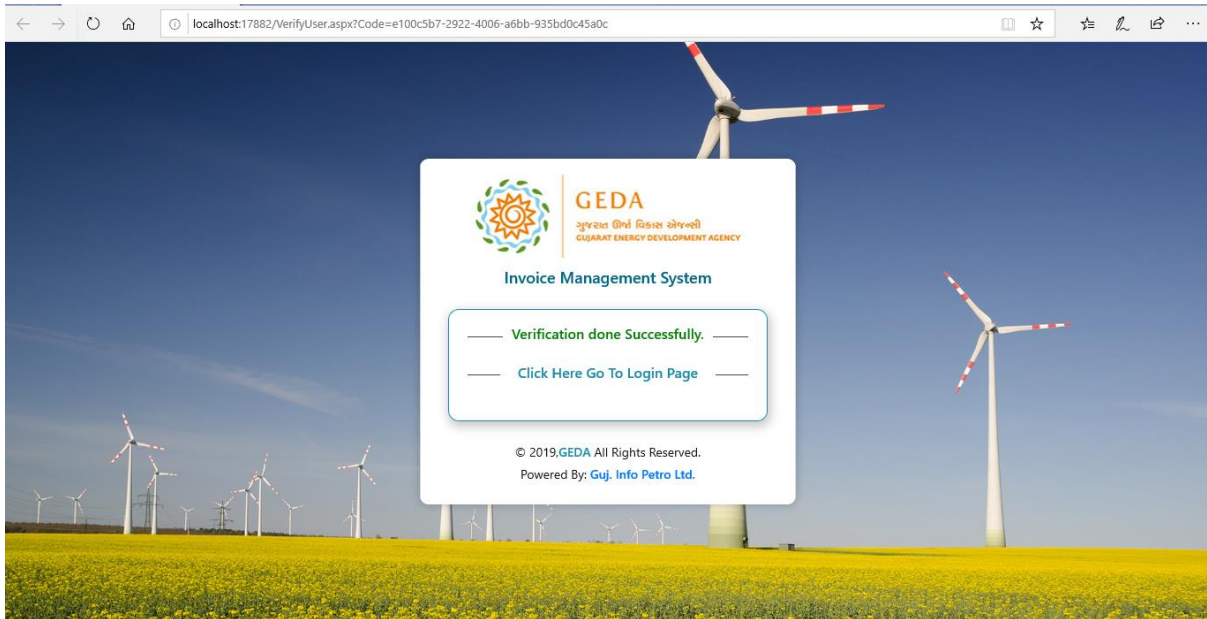 localhost:17882/VerifyUser.aspx?Code=e100c5b7-2922-4006-a6bb-935bd0c45a0c
GEDA
ગુજરાત ઊર્જા વિકાસ એજન્સી
GUJARAT ENERGY DEVELOPMENT AGENCY
Invoice Management System
Verification done Successfully.
Click Here Go To Login Page
© 2019,GEDA All Rights Reserved.
Powered By: Guj. Info Petro Ltd.